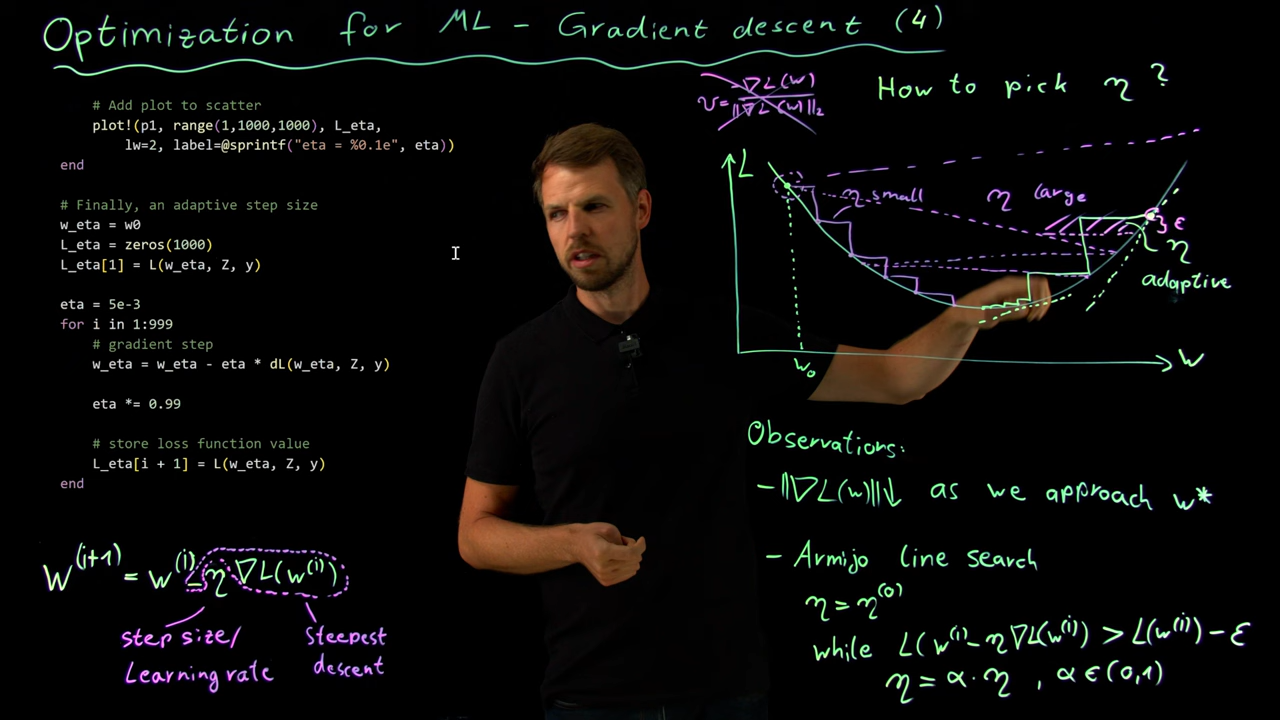 Optimization for ML - Gradient descent (4)
# Add plot to scatter
plot!(p1, range(1,1000,1000), L_eta,
lw=2, label=@sprintf("eta = %0.1e", eta))
end
# Finally, an adaptive step size
w_eta = w0
L_eta = zeros(1000)
L_eta[1] = L(w_eta, Z, y)
eta = 5e-3
for i in 1:999
# gradient step
w_eta = w_eta - eta * dL(w_eta, Z, y)
eta *= 0.99
# store loss function value
L_eta[i + 1] = L(w_eta, Z, y)
end
w^(i+1) = w^(i) - η ∇L(w^(i))
step size/
Learning rate
steepest
descent
v = -∇L(w) / ||∇L(w)||₂
How to pick η?
L
η small
η large
ε
η
adaptive
w₀
w
Observations:
- ||∇L(w)||↓ as we approach w*
- Armijo line search
η = η^(0)
while L(w^(i) - η∇L(w^(i)) > L(w^(i)) - ε
η = α · η , α ∈ (0,1)